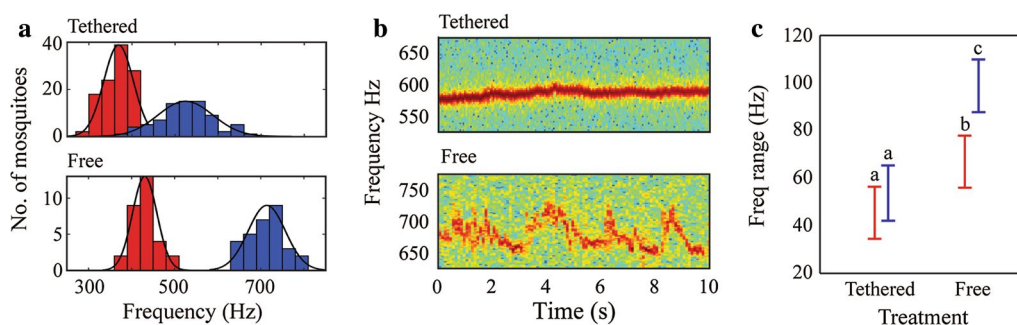 a
Tethered
No. of mosquitoes
40
20
0
Free
10
5
0
300 500 700
Frequency (Hz)
b
Tethered
Frequency Hz
650
600
550
Free
750
700
650
0 2 4 6 8 10
Time (s)
c
Freq range (Hz)
120
100
80
60
40
20
a a b c
Tethered Free
Treatment